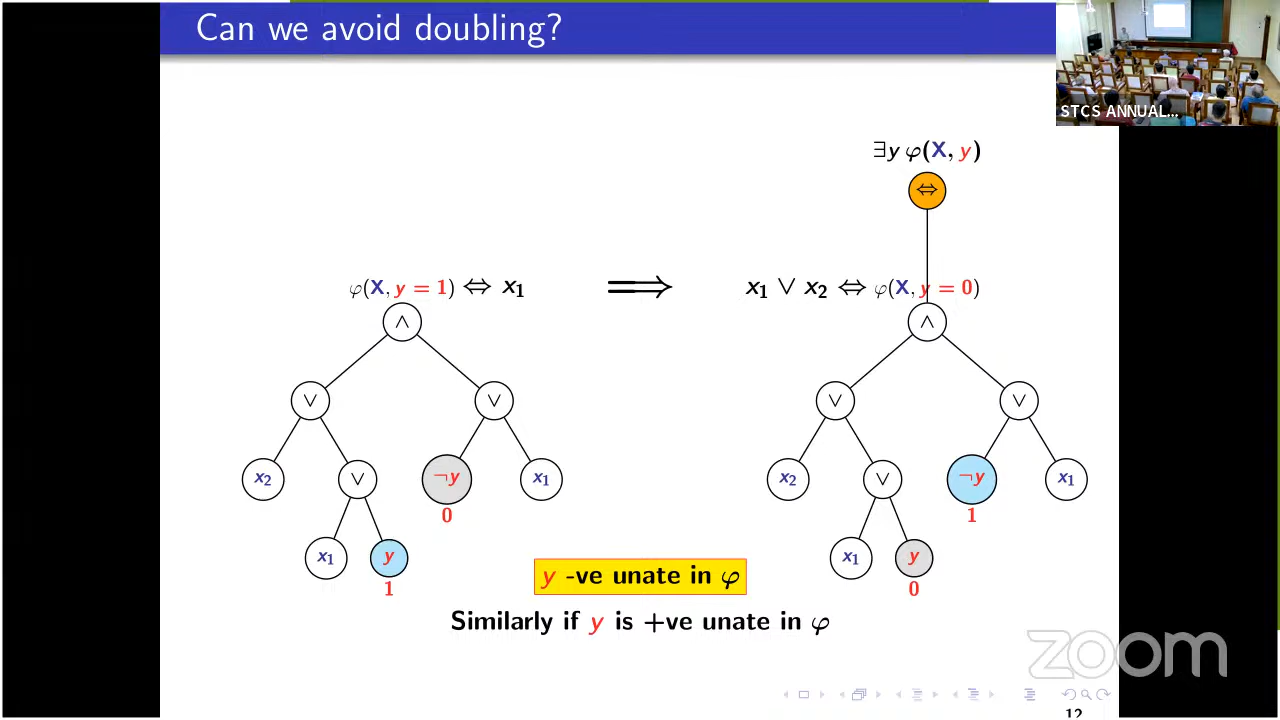 Can we avoid doubling?
STCS ANNUAL...
∃y φ(X, y)
⇔
φ(X, y = 1) ⇔ x₁ ⟹ x₁ ∨ x₂ ⇔ φ(X, y = 0)
∧ ∧
∨ ∨ ∨ ∨
x₂ ∨ ¬y x₁ x₂ ∨ ¬y x₁
0 1
x₁ y x₁ y
1 0
y -ve unate in φ
Similarly if y is +ve unate in φ
zoom
12